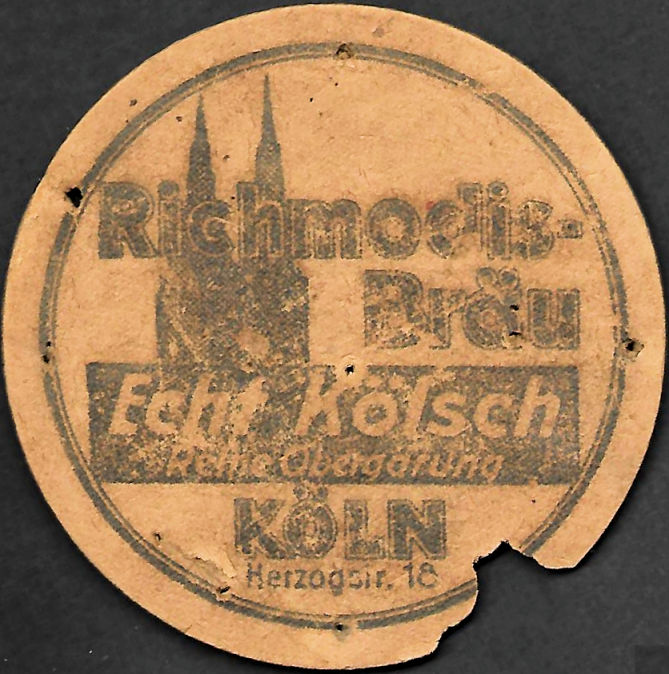 Richmodis-
Bräu
Echt Kölsch
Reine Obergärung
KÖLN
Herzogstr. 18